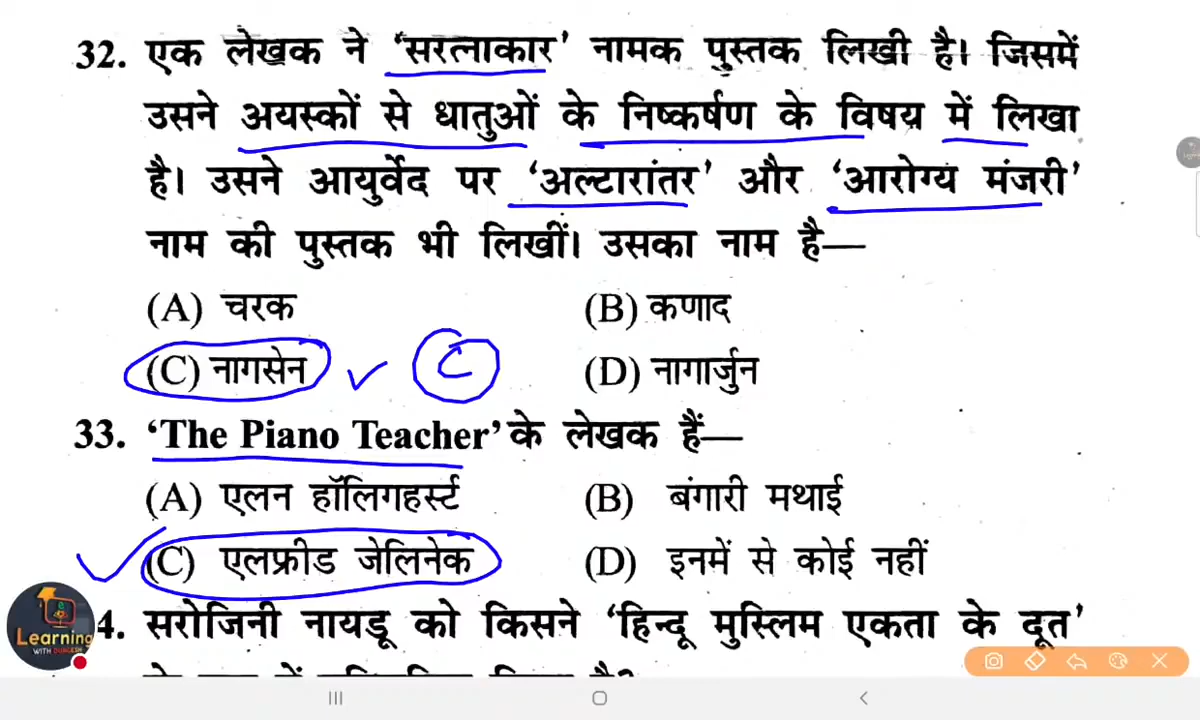 32. एक लेखक ने 'सरत्नाकार' नामक पुस्तक लिखी है। जिसमें
उसने अयस्कों से धातुओं के निष्कर्षण के विषय में लिखा
है। उसने आयुर्वेद पर 'अल्टारांतर' और 'आरोग्य मंजरी'
नाम की पुस्तक भी लिखीं। उसका नाम है—
(A) चरक (B) कणाद
(C) नागसेन C (D) नागार्जुन
33. 'The Piano Teacher' के लेखक हैं—
(A) एलन हॉलिगहर्स्ट (B) बंगारी मथाई
(C) एलफ्रीड जेलिनेक (D) इनमें से कोई नहीं
4. सरोजिनी नायडू को किसने 'हिन्दू मुस्लिम एकता के दूत'
Learning
WITH DURGESH